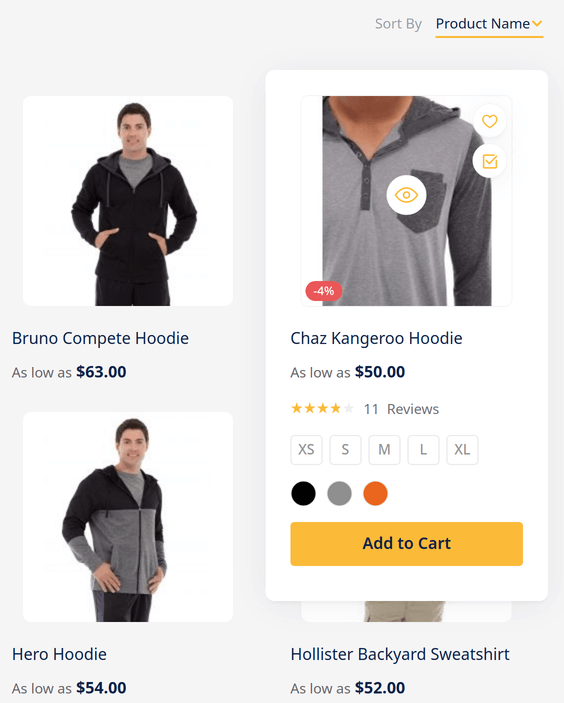 Sort By Product Name
-4%
Bruno Compete Hoodie
As low as $63.00
Chaz Kangeroo Hoodie
As low as $50.00
11 Reviews
XS S M L XL
Add to Cart
Hero Hoodie
As low as $54.00
Hollister Backyard Sweatshirt
As low as $52.00